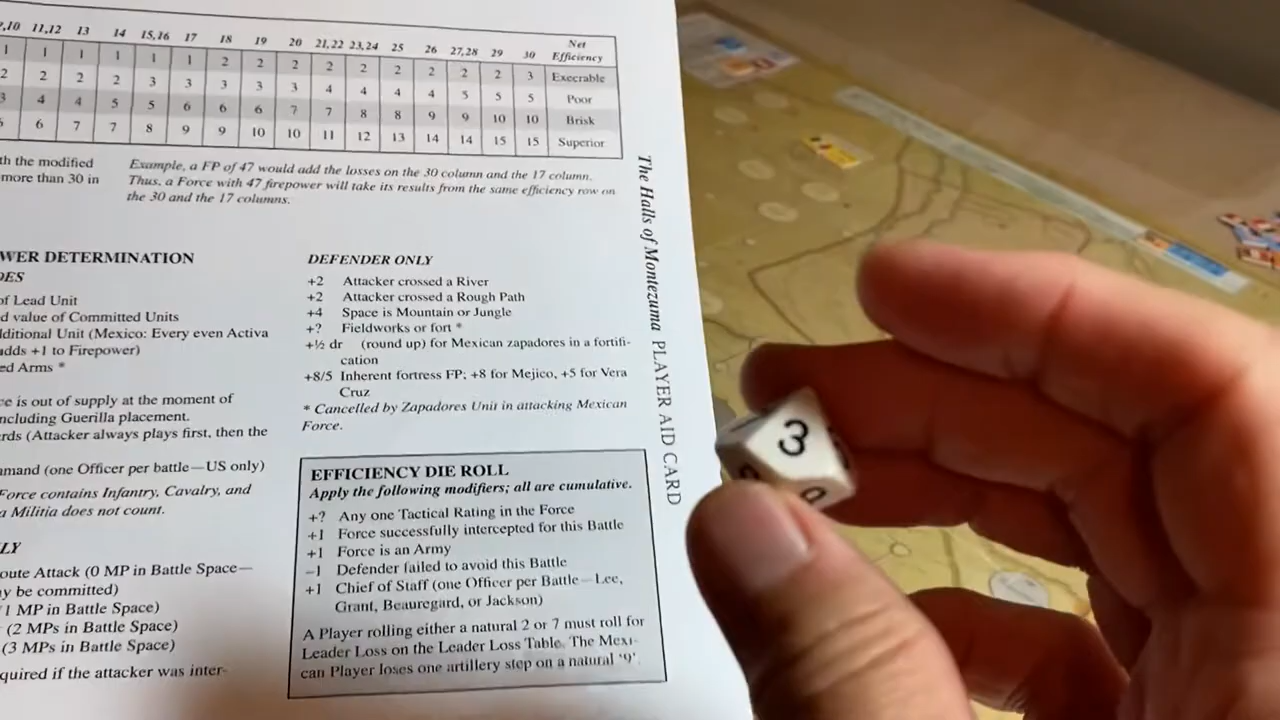 ,10 11,12 13 14 15,16 17 18 19 20 21,22 23,24 25 26 27,28 29 30 Net Efficiency
1 1 1 1 1 1 2 2 2 2 2 2 2 2 2 3 Execrable
2 2 2 2 3 3 3 3 3 4 4 4 4 5 5 5 Poor
3 4 4 5 5 6 6 6 7 7 8 8 9 9 10 10 Brisk
6 7 7 8 9 9 10 10 11 12 13 14 14 15 15 Superior
th the modified
more than 30 in
Example, a FP of 47 would add the losses on the 30 column and the 17 column.
Thus, a Force with 47 firepower will take its results from the same efficiency row on
the 30 and the 17 columns.
WER DETERMINATION
DES
of Lead Unit
d value of Committed Units
dditional Unit (Mexico: Every even Activa
adds +1 to Firepower)
ed Arms *
ce is out of supply at the moment of
including Guerilla placement.
rds (Attacker always plays first, then the
mmand (one Officer per battle—US only)
Force contains Infantry, Cavalry, and
a Militia does not count.
LY
oute Attack (0 MP in Battle Space—
ay be committed)
1 MP in Battle Space)
(2 MPs in Battle Space)
(3 MPs in Battle Space)
quired if the attacker was inter-
DEFENDER ONLY
+2 Attacker crossed a River
+2 Attacker crossed a Rough Path
+4 Space is Mountain or Jungle
+? Fieldworks or fort *
+½ dr (round up) for Mexican zapadores in a fortifi-
cation
+8/5 Inherent fortress FP; +8 for Mejico, +5 for Vera
Cruz
* Cancelled by Zapadores Unit in attacking Mexican
Force.
EFFICIENCY DIE ROLL
Apply the following modifiers; all are cumulative.
+? Any one Tactical Rating in the Force
+1 Force successfully intercepted for this Battle
+1 Force is an Army
–1 Defender failed to avoid this Battle
+1 Chief of Staff (one Officer per Battle—Lee,
Grant, Beauregard, or Jackson)
A Player rolling either a natural 2 or 7 must roll for
Leader Loss on the Leader Loss Table. The Mexi-
can Player loses one artillery step on a natural '9'.
The Halls of Montezuma PLAYER AID CARD
3